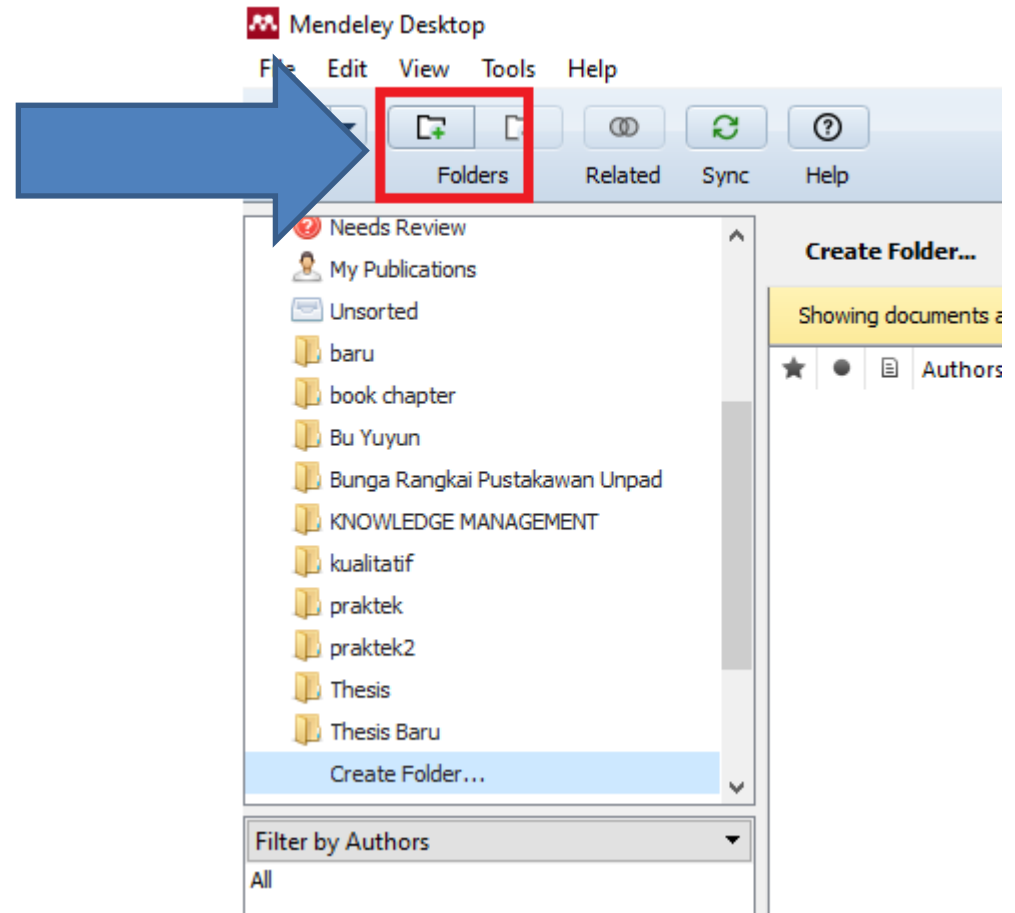 Mendeley Desktop
File Edit View Tools Help
Folders Related Sync Help
Needs Review
My Publications
Unsorted
baru
book chapter
Bu Yuyun
Bunga Rangkai Pustakawan Unpad
KNOWLEDGE MANAGEMENT
kualitatif
praktek
praktek2
Thesis
Thesis Baru
Create Folder...
Filter by Authors
All
Create Folder...
Showing documents a
Authors